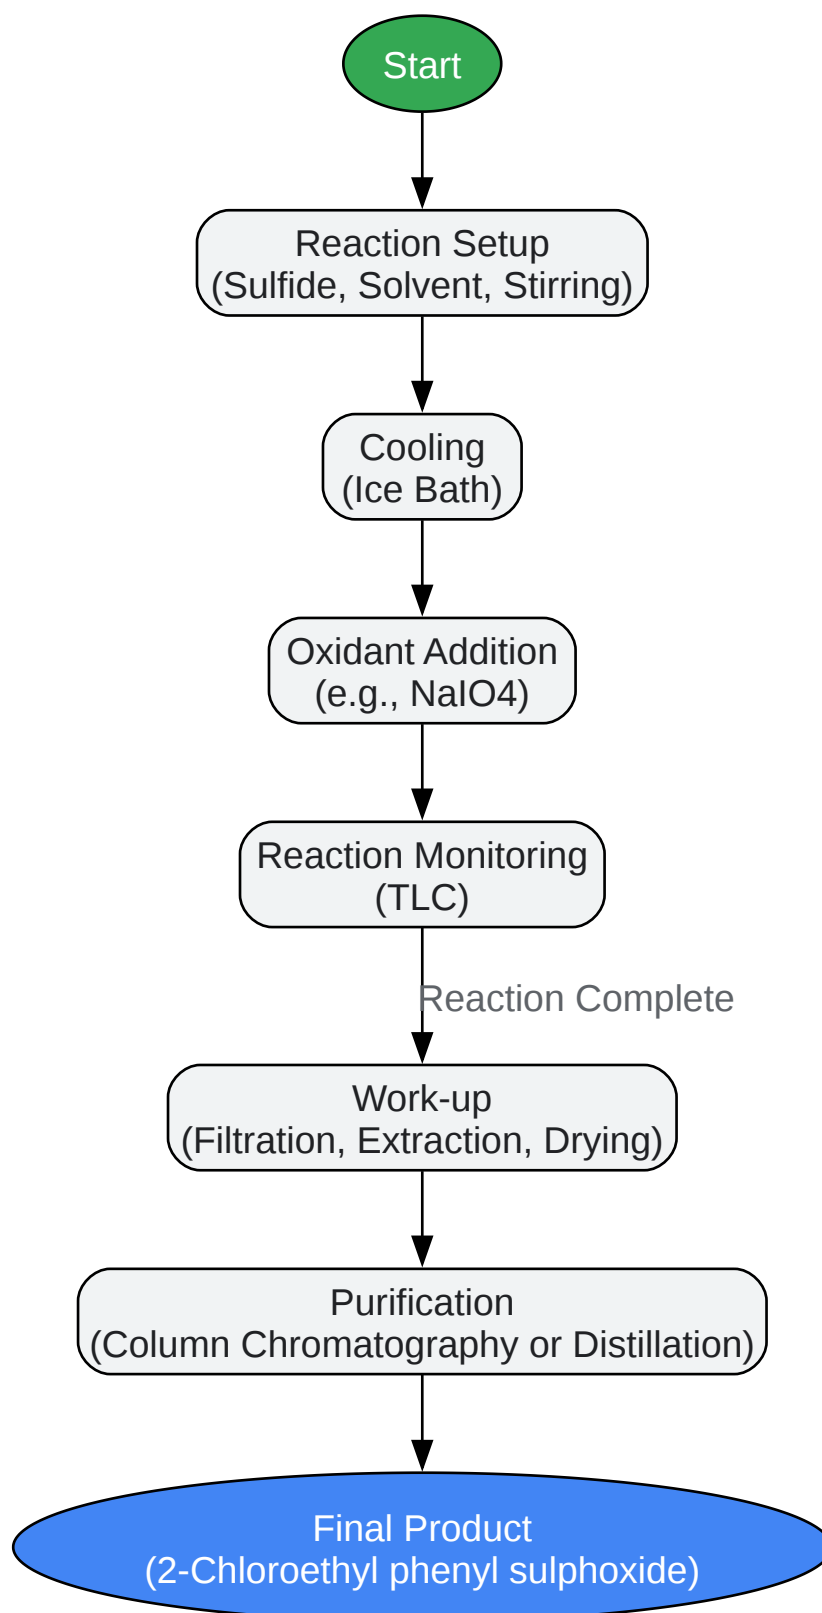 Start
Reaction Setup
(Sulfide, Solvent, Stirring)
Cooling
(Ice Bath)
Oxidant Addition
(e.g., NaIO4)
Reaction Monitoring
(TLC)
Reaction Complete
Work-up
(Filtration, Extraction, Drying)
Purification
(Column Chromatography or Distillation)
Final Product
(2-Chloroethyl phenyl sulphoxide)